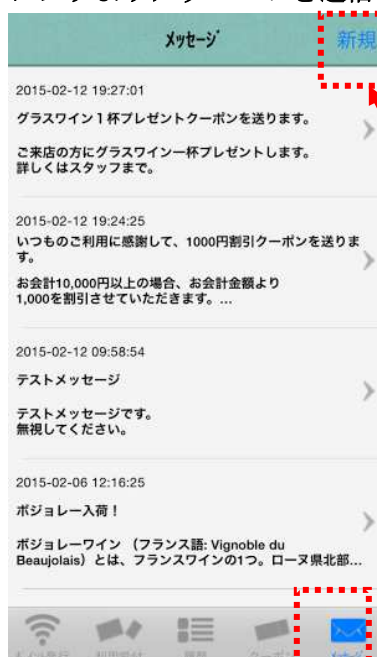 メッセージ
新規
2015-02-12 19:27:01
グラスワイン1杯プレゼントクーポンを送ります。
ご来店の方にグラスワイン一杯プレゼントします。
詳しくはスタッフまで。
2015-02-12 19:24:25
いつものご利用に感謝して、1000円割引クーポンを送りま
す。
お会計10,000円以上の場合、お会計金額より
1,000を割引させていただきます。...
2015-02-12 09:58:54
テストメッセージ
テストメッセージです。
無視してください。
2015-02-06 12:16:25
ボジョレー入荷！
ボジョレーワイン （フランス語: Vignoble du
Beaujolais）とは、フランスワインの1つ。ローヌ県北部...